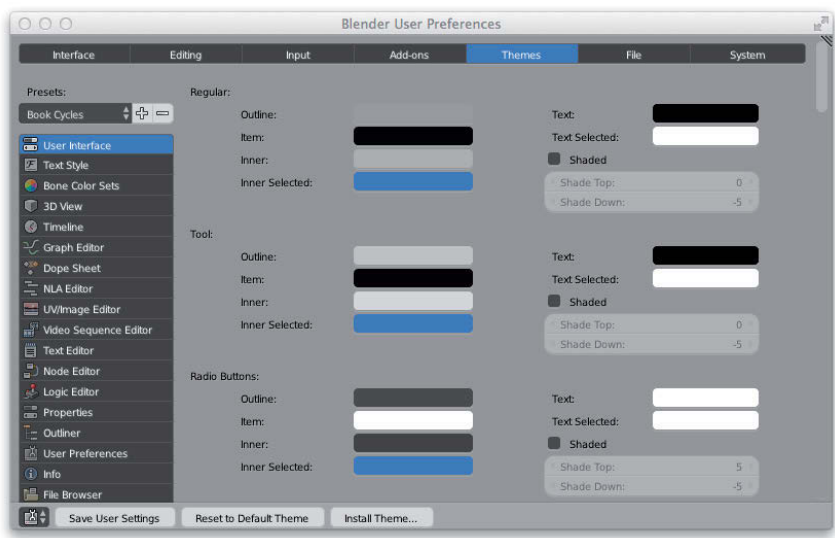 Blender User Preferences
Interface Editing Input Add-ons Themes File System
Presets:
Book Cycles
User Interface
Text Style
Bone Color Sets
3D View
Timeline
Graph Editor
Dope Sheet
NLA Editor
UV/Image Editor
Video Sequence Editor
Text Editor
Node Editor
Logic Editor
Properties
Outliner
User Preferences
Info
File Browser
Regular:
Outline:
Item:
Inner:
Inner Selected:
Text:
Text Selected:
Shaded
Shade Top: 0
Shade Down: -5
Tool:
Outline:
Item:
Inner:
Inner Selected:
Text:
Text Selected:
Shaded
Shade Top: 0
Shade Down: -5
Radio Buttons:
Outline:
Item:
Inner:
Inner Selected:
Text:
Text Selected:
Shaded
Shade Top: 5
Shade Down: -5
Save User Settings Reset to Default Theme Install Theme...